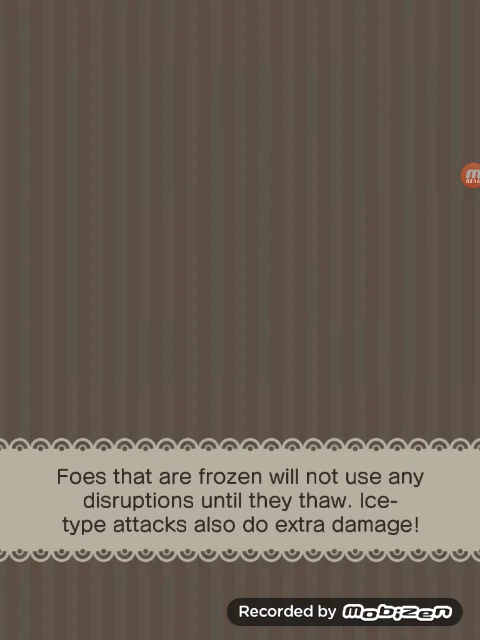 Foes that are frozen will not use any
disruptions until they thaw. Ice-
type attacks also do extra damage!
Recorded by mobizen